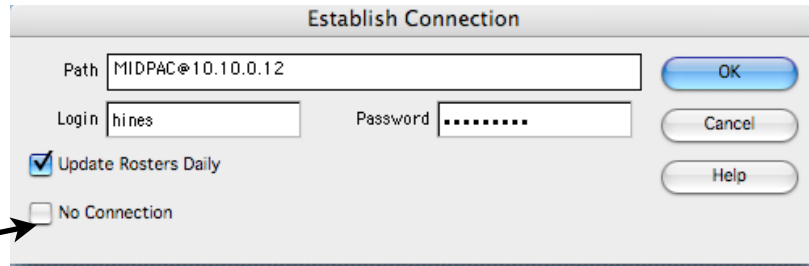 Establish Connection
Path MIDPAC@10.10.0.12 OK
Login hines Password ••••••••• Cancel
Update Rosters Daily Help
No Connection